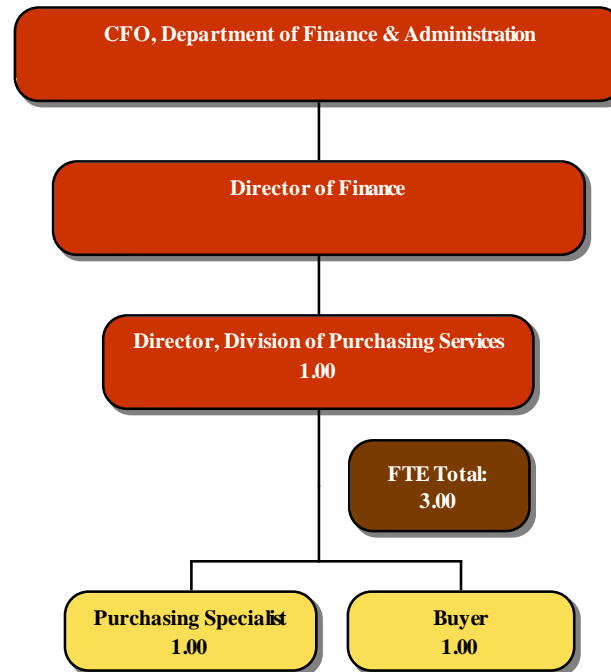 CFO, Department of Finance & Administration
Director of Finance
Director, Division of Purchasing Services
1.00
FTE Total:
3.00
Purchasing Specialist
1.00
Buyer
1.00